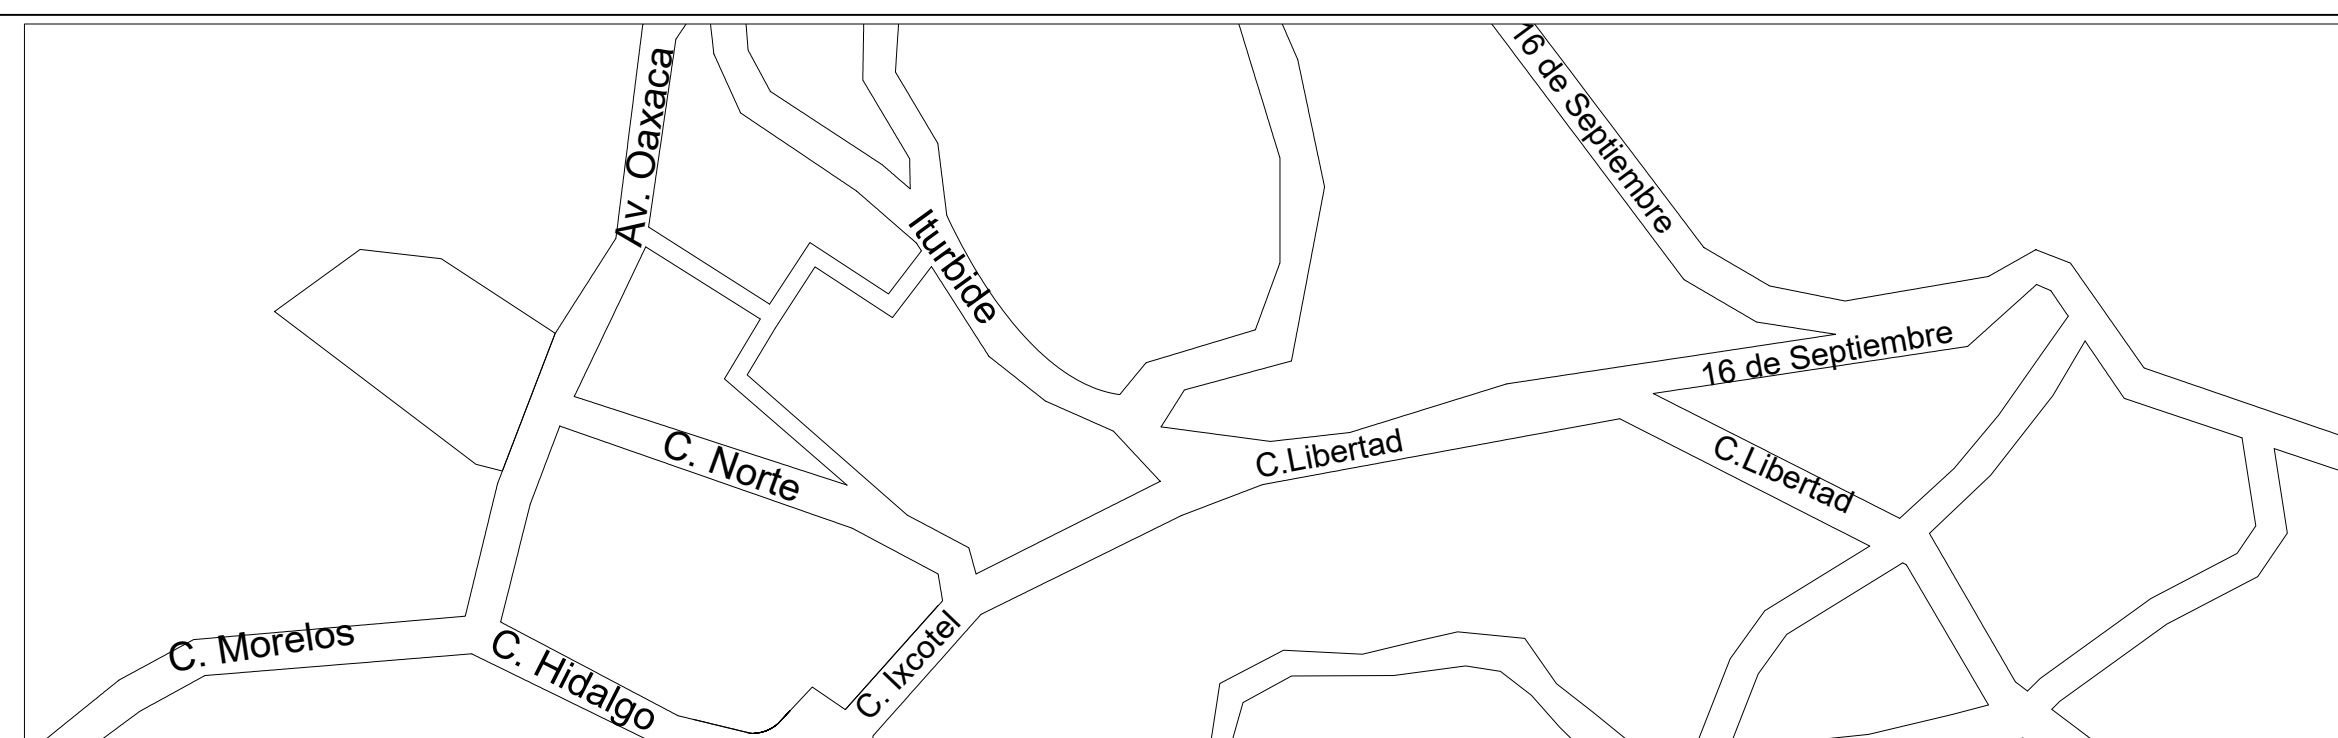 Av. Oaxaca
16 de Septiembre
Iturbide
16 de Septiembre
C. Norte
C.Libertad
C.Libertad
C. Morelos
C. Hidalgo
C. Ixcotel